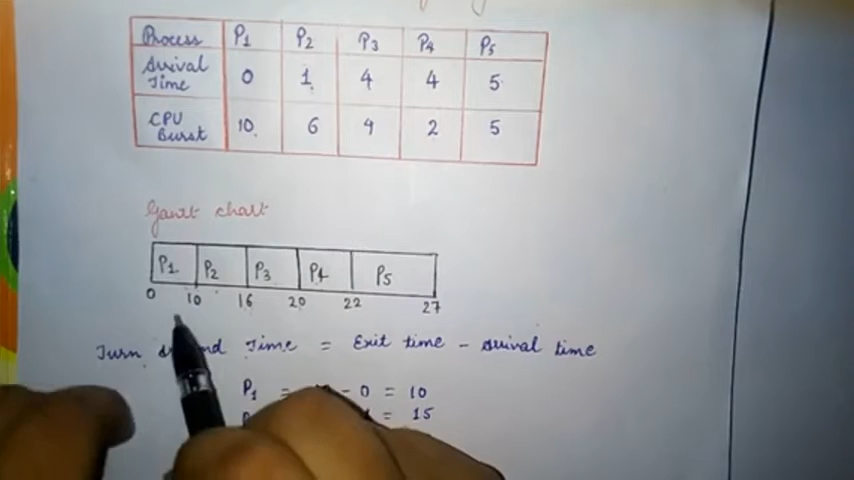 Process P1 P2 P3 P4 P5
Arrival Time 0 1 4 4 5
CPU Burst 10 6 4 2 5
Gantt chart
P1 P2 P3 P4 P5
0 10 16 20 22 27
Turn Time = Exit time - Arrival time
P1 = - 0 = 10
= 15